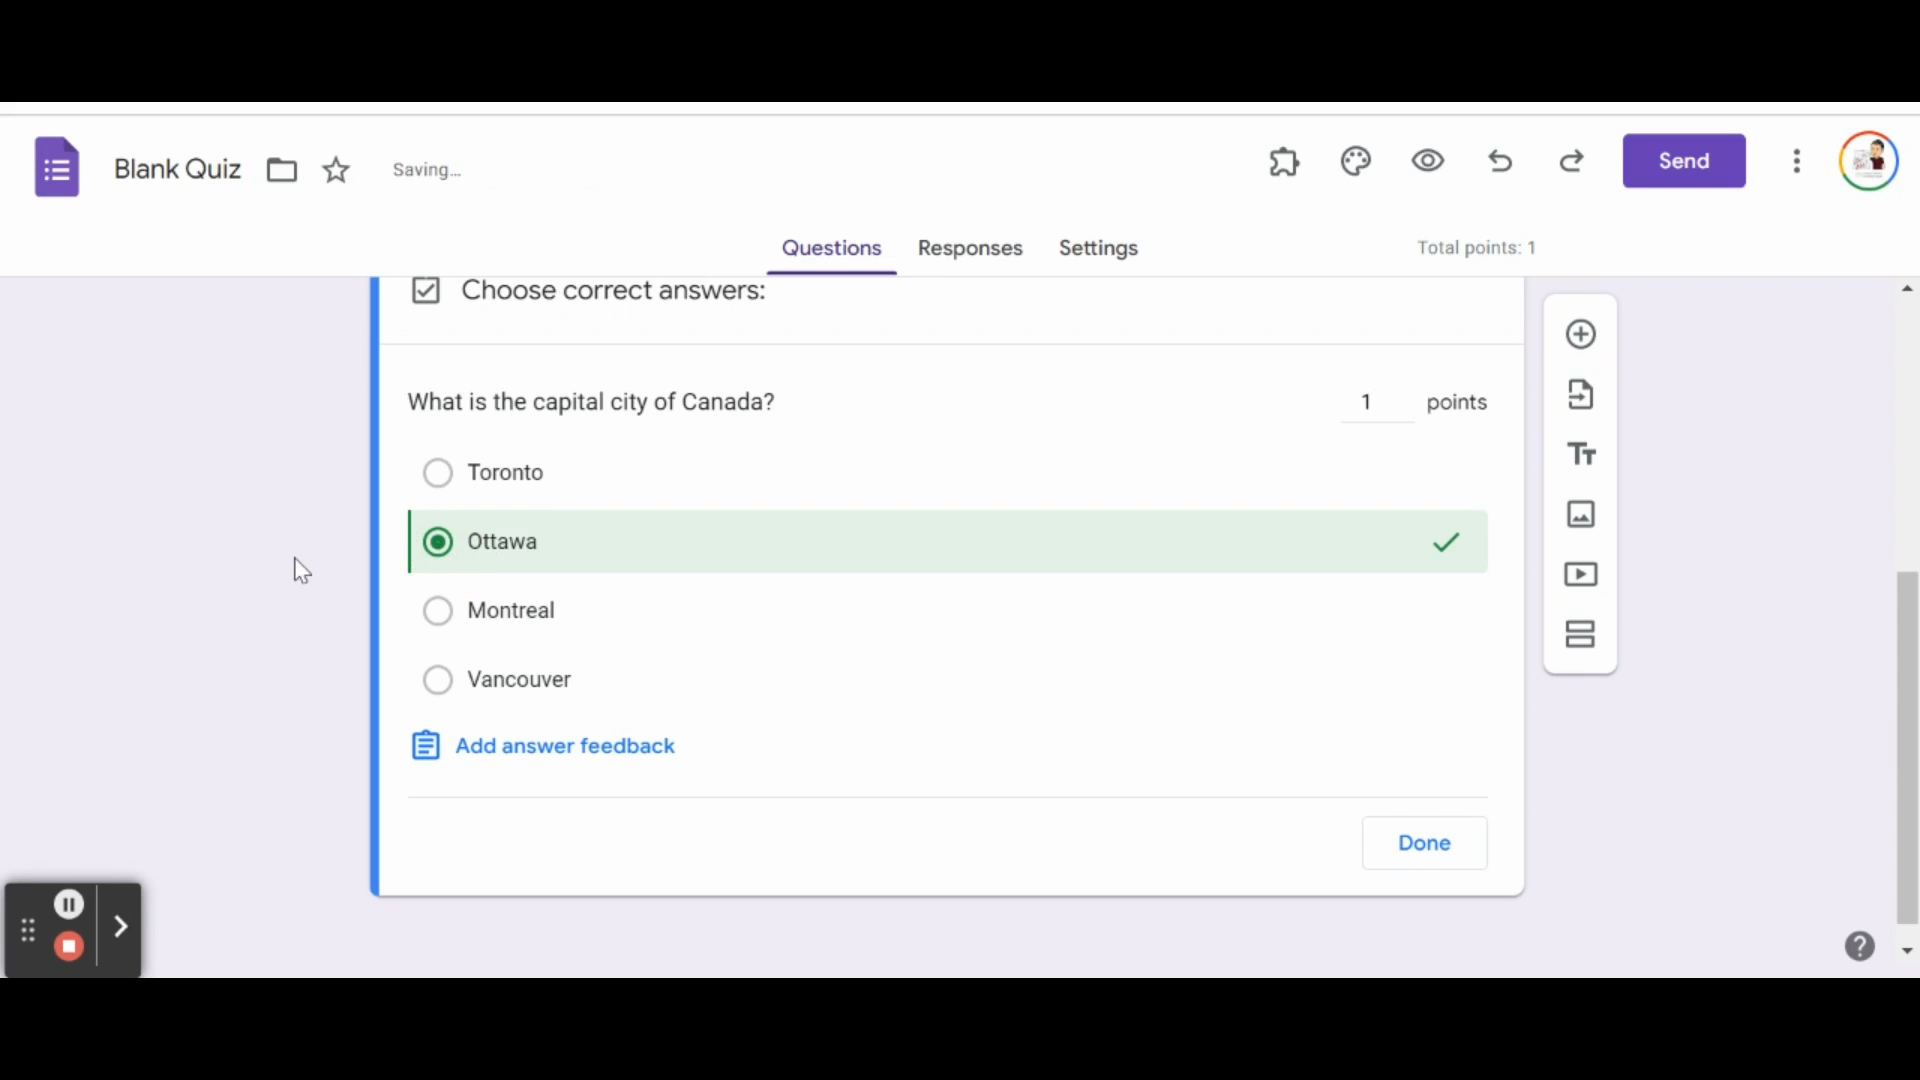 Blank Quiz
Saving...
Send
Questions
Responses
Settings
Total points: 1
Choose correct answers:
What is the capital city of Canada?
1 points
Toronto
Ottawa
Montreal
Vancouver
Add answer feedback
Done